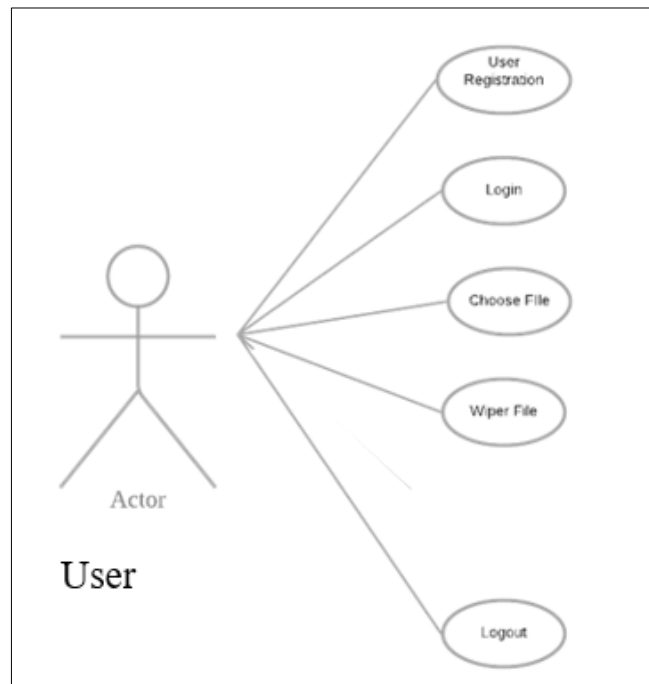 User
Registration
Login
Choose FIle
Wiper File
Actor
User
Logout